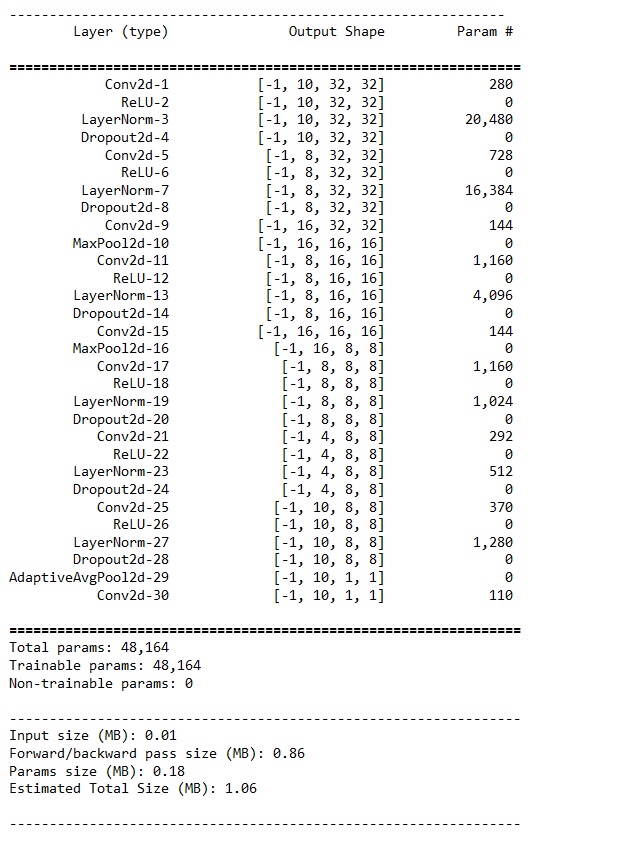 ----------------------------------------------------------------
        Layer (type)               Output Shape         Param #
================================================================
            Conv2d-1           [-1, 10, 32, 32]             280
              ReLU-2           [-1, 10, 32, 32]               0
         LayerNorm-3           [-1, 10, 32, 32]          20,480
         Dropout2d-4           [-1, 10, 32, 32]               0
            Conv2d-5            [-1, 8, 32, 32]             728
              ReLU-6            [-1, 8, 32, 32]               0
         LayerNorm-7            [-1, 8, 32, 32]          16,384
         Dropout2d-8            [-1, 8, 32, 32]               0
            Conv2d-9           [-1, 16, 32, 32]             144
        MaxPool2d-10           [-1, 16, 16, 16]               0
           Conv2d-11            [-1, 8, 16, 16]           1,160
             ReLU-12            [-1, 8, 16, 16]               0
        LayerNorm-13            [-1, 8, 16, 16]           4,096
        Dropout2d-14            [-1, 8, 16, 16]               0
           Conv2d-15           [-1, 16, 16, 16]             144
        MaxPool2d-16             [-1, 16, 8, 8]               0
           Conv2d-17              [-1, 8, 8, 8]           1,160
             ReLU-18              [-1, 8, 8, 8]               0
        LayerNorm-19              [-1, 8, 8, 8]           1,024
        Dropout2d-20              [-1, 8, 8, 8]               0
           Conv2d-21              [-1, 4, 8, 8]             292
             ReLU-22              [-1, 4, 8, 8]               0
        LayerNorm-23              [-1, 4, 8, 8]             512
        Dropout2d-24              [-1, 4, 8, 8]               0
           Conv2d-25             [-1, 10, 8, 8]             370
             ReLU-26             [-1, 10, 8, 8]               0
        LayerNorm-27             [-1, 10, 8, 8]           1,280
        Dropout2d-28             [-1, 10, 8, 8]               0
AdaptiveAvgPool2d-29             [-1, 10, 1, 1]               0
           Conv2d-30             [-1, 10, 1, 1]             110
================================================================
Total params: 48,164
Trainable params: 48,164
Non-trainable params: 0
----------------------------------------------------------------
Input size (MB): 0.01
Forward/backward pass size (MB): 0.86
Params size (MB): 0.18
Estimated Total Size (MB): 1.06
----------------------------------------------------------------